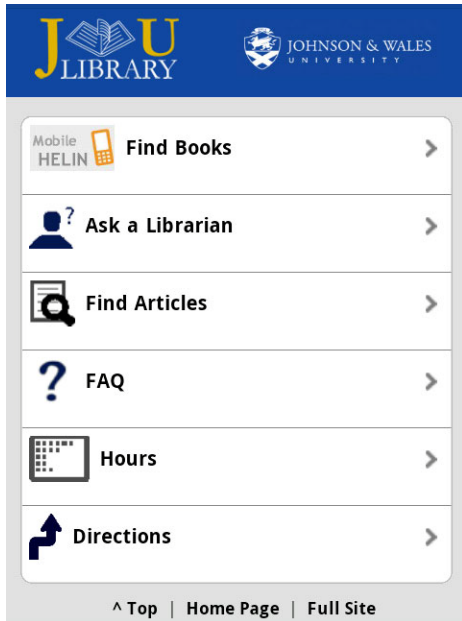 J U
LIBRARY
JOHNSON & WALES
UNIVERSITY
Mobile
HELIN
Find Books
?
Ask a Librarian
Find Articles
? FAQ
Hours
Directions
^ Top | Home Page | Full Site